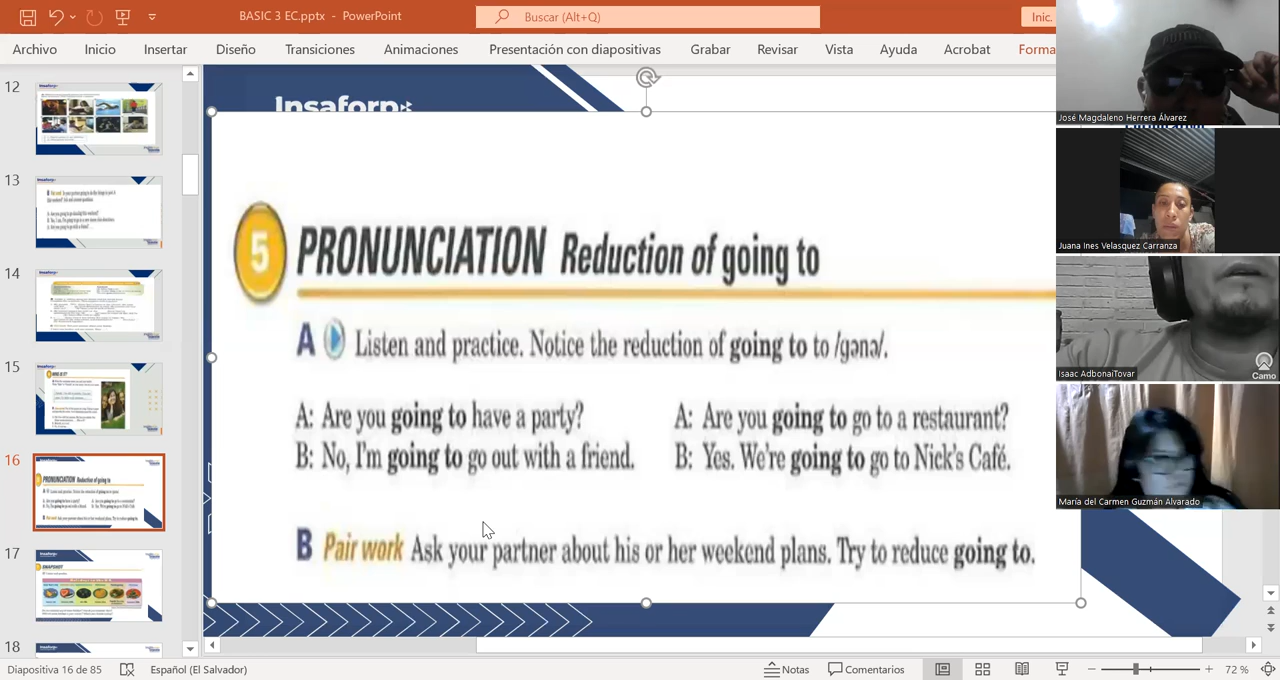 BASIC 3 EC.pptx - PowerPoint
Buscar (Alt+Q)
Inic.
Archivo Inicio Insertar Diseño Transiciones Animaciones Presentación con diapositivas Grabar Revisar Vista Ayuda Acrobat Forma
12
13
14
15
16
17
18
Insaforp
5 PRONUNCIATION Reduction of going to
A Listen and practice. Notice the reduction of going to to /gənə/.
A: Are you going to have a party?
B: No, I'm going to go out with a friend.
A: Are you going to go to a restaurant?
B: Yes. We're going to go to Nick's Café.
B Pair work Ask your partner about his or her weekend plans. Try to reduce going to.
José Magdaleno Herrera Álvarez
Juana Ines Velasquez Carranza
Isaac AdbonaiTovar
Camo
María del Carmen Guzmán Alvarado
Diapositiva 16 de 85 Español (El Salvador) Notas Comentarios 72 %